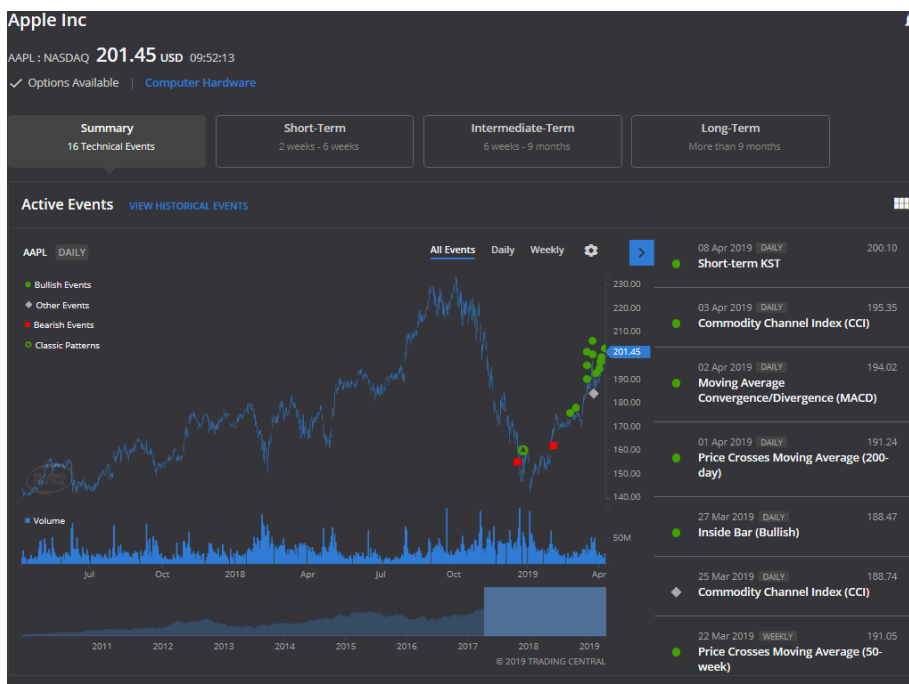 Apple Inc
AAPL : NASDAQ 201.45 USD 09:52:13
Options Available | Computer Hardware
Summary
16 Technical Events
Short-Term
2 weeks - 6 weeks
Intermediate-Term
6 weeks - 9 months
Long-Term
More than 9 months
Active Events VIEW HISTORICAL EVENTS
AAPL DAILY
All Events Daily Weekly
Bullish Events
Other Events
Bearish Events
Classic Patterns
230.00
220.00
210.00
201.45
190.00
180.00
170.00
160.00
150.00
140.00
TRADING
CENTRAL
Volume
50M
Jul Oct 2018 Apr Jul Oct 2019 Apr
2011 2012 2013 2014 2015 2016 2017 2018 2019
© 2019 TRADING CENTRAL
08 Apr 2019 DAILY 200.10
Short-term KST
03 Apr 2019 DAILY 195.35
Commodity Channel Index (CCI)
02 Apr 2019 DAILY 194.02
Moving Average
Convergence/Divergence (MACD)
01 Apr 2019 DAILY 191.24
Price Crosses Moving Average (200-
day)
27 Mar 2019 DAILY 188.47
Inside Bar (Bullish)
25 Mar 2019 DAILY 188.74
Commodity Channel Index (CCI)
22 Mar 2019 WEEKLY 191.05
Price Crosses Moving Average (50-
week)